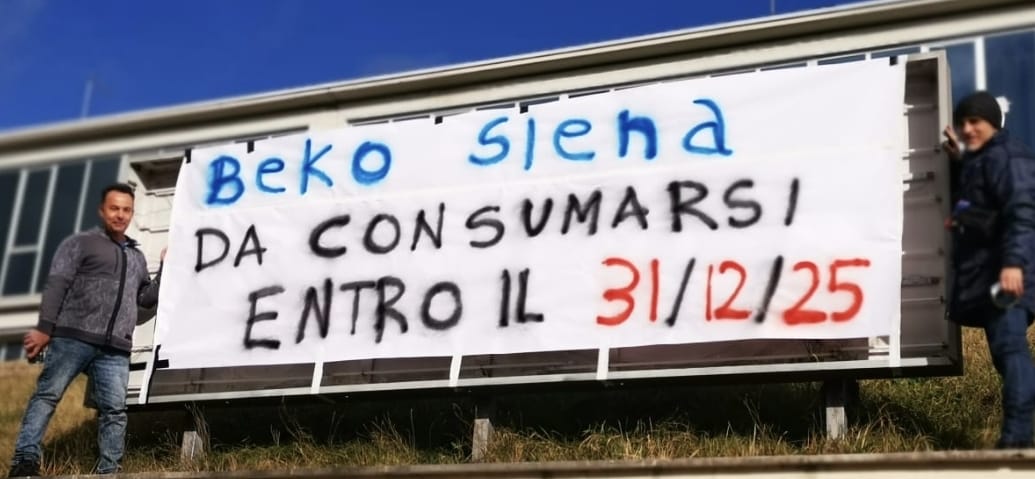 Beko siena
DA CONSUMARSI
ENTRO IL 31/12/25